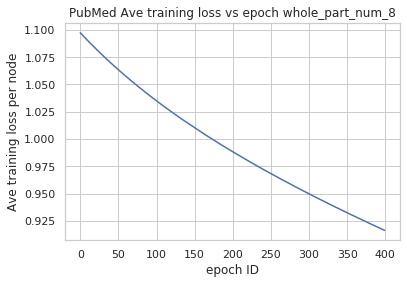 PubMed Ave training loss vs epoch whole_part_num_8
Ave training loss per node
1.100
1.075
1.050
1.025
1.000
0.975
0.950
0.925
0 50 100 150 200 250 300 350 400
epoch ID